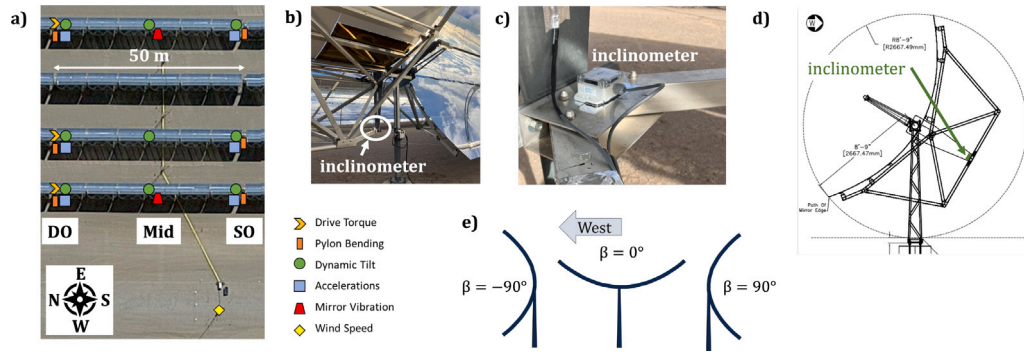 a)
50 m
DO
Mid
SO
E
N
S
W
b)
inclinometer
c)
inclinometer
d)
inclinometer
R8'-9"
[R2667.49mm]
8'-9"
[2667.47mm]
Path Of
Mirror Edge
Drive Torque
Pylon Bending
Dynamic Tilt
Accelerations
Mirror Vibration
Wind Speed
e)
West
β = −90°
β = 0°
β = 90°